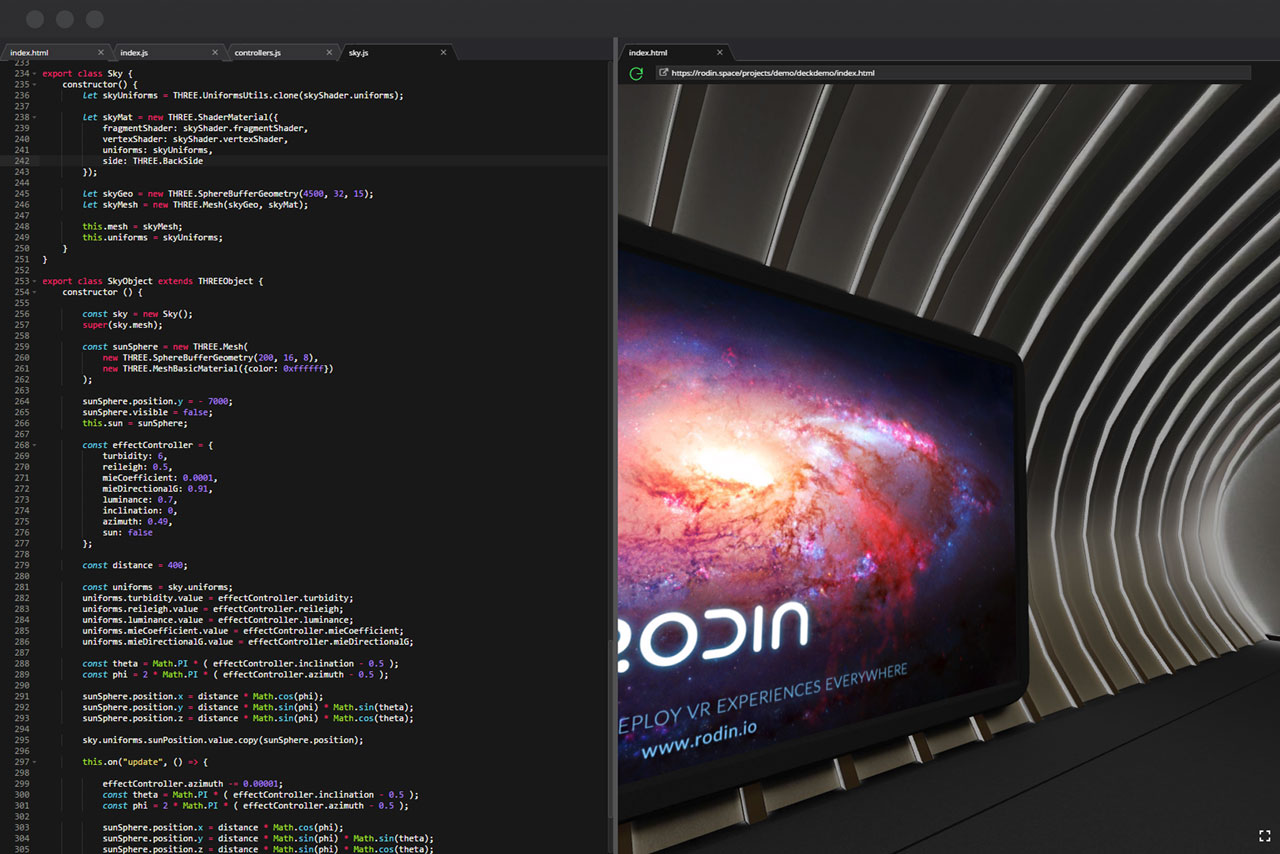 index.html
index.js
controllers.js
sky.js
233
234 export class Sky {
235 constructor() {
236 let skyUniforms = THREE.UniformsUtils.clone(skyShader.uniforms);
237
238 let skyMat = new THREE.ShaderMaterial({
239 fragmentShader: skyShader.fragmentShader,
240 vertexShader: skyShader.vertexShader,
241 uniforms: skyUniforms,
242 side: THREE.BackSide
243 });
244
245 let skyGeo = new THREE.SphereBufferGeometry(4500, 32, 15);
246 let skyMesh = new THREE.Mesh(skyGeo, skyMat);
247
248 this.mesh = skyMesh;
249 this.uniforms = skyUniforms;
250 }
251 }
252
253 export class SkyObject extends THREEObject {
254 constructor () {
255
256 const sky = new Sky();
257 super(sky.mesh);
258
259 const sunSphere = new THREE.Mesh(
260 new THREE.SphereBufferGeometry(200, 16, 8),
261 new THREE.MeshBasicMaterial({color: 0xffffff})
262 );
263
264 sunSphere.position.y = - 7000;
265 sunSphere.visible = false;
266 this.sun = sunSphere;
267
268 const effectController = {
269 turbidity: 6,
270 reileigh: 0.5,
271 mieCoefficient: 0.0001,
272 mieDirectionalG: 0.91,
273 luminance: 0.7,
274 inclination: 0,
275 azimuth: 0.49,
276 sun: false
277 };
278
279 const distance = 400;
280
281 const uniforms = sky.uniforms;
282 uniforms.turbidity.value = effectController.turbidity;
283 uniforms.reileigh.value = effectController.reileigh;
284 uniforms.luminance.value = effectController.luminance;
285 uniforms.mieCoefficient.value = effectController.mieCoefficient;
286 uniforms.mieDirectionalG.value = effectController.mieDirectionalG;
287
288 const theta = Math.PI * ( effectController.inclination - 0.5 );
289 const phi = 2 * Math.PI * ( effectController.azimuth - 0.5 );
290
291 sunSphere.position.x = distance * Math.cos(phi);
292 sunSphere.position.y = distance * Math.sin(phi) * Math.sin(theta);
293 sunSphere.position.z = distance * Math.sin(phi) * Math.cos(theta);
294
295 sky.uniforms.sunPosition.value.copy(sunSphere.position);
296
297 this.on("update", () => {
298
299 effectController.azimuth -= 0.00001;
300 const theta = Math.PI * ( effectController.inclination - 0.5 );
301 const phi = 2 * Math.PI * ( effectController.azimuth - 0.5 );
302
303 sunSphere.position.x = distance * Math.cos(phi);
304 sunSphere.position.y = distance * Math.sin(phi) * Math.sin(theta);
305 sunSphere.position.z = distance * Math.sin(phi) * Math.cos(theta);
index.html
https://rodin.space/projects/demo/deckdemo/index.html
RODIN
EPLOY VR EXPERIENCES EVERYWHERE
www.rodin.io